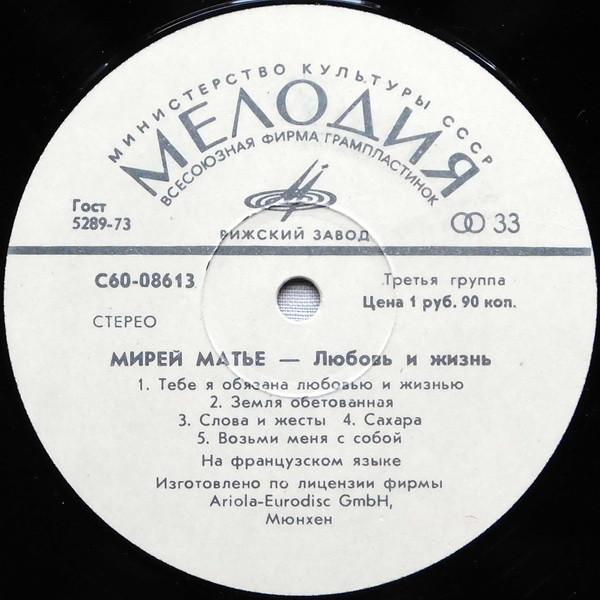 МИНИСТЕРСТВО КУЛЬТУРЫ СССР
МЕЛОДИЯ
ВСЕСОЮЗНАЯ ФИРМА ГРАМПЛАСТИНОК
Гост
5289-73
РИЖСКИЙ ЗАВОД
33
С60-08613
Третья группа
Цена 1 руб. 90 коп.
СТЕРЕО
МИРЕЙ МАТЬЕ — Любовь и жизнь
1. Тебе я обязана любовью и жизнью
2. Земля обетованная
3. Слова и жесты 4. Сахара
5. Возьми меня с собой
На французском языке
Изготовлено по лицензии фирмы
Ariola-Eurodisc GmbH,
Мюнхен